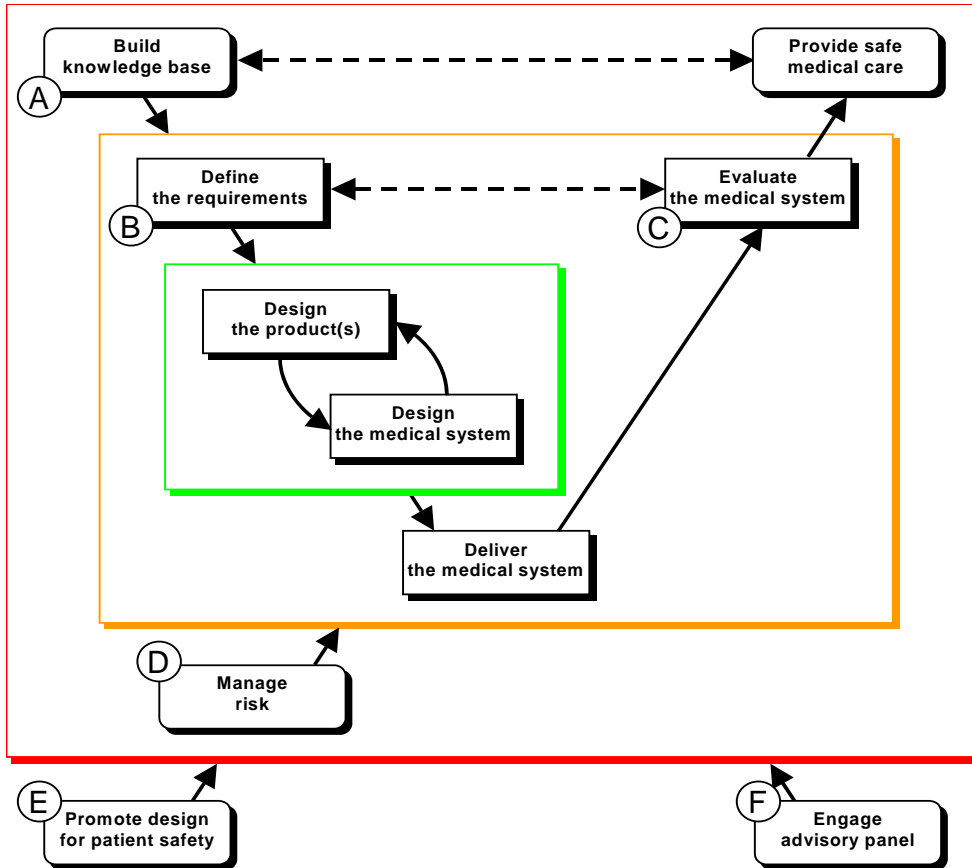 Build
knowledge base
A
Provide safe
medical care
Define
the requirements
B
Evaluate
the medical system
C
Design
the product(s)
Design
the medical system
Deliver
the medical system
D
Manage
risk
E
Promote design
for patient safety
F
Engage
advisory panel